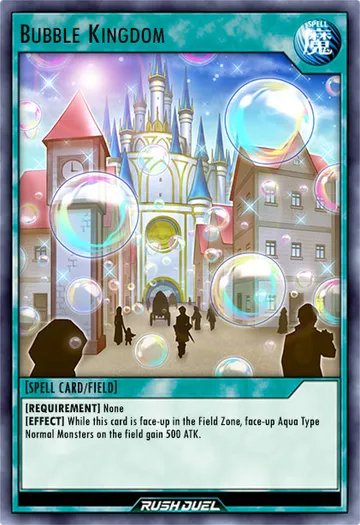 BUBBLE KINGDOM
SPELL
魔
[SPELL CARD/FIELD]
[REQUIREMENT] None
[EFFECT] While this card is face-up in the Field Zone, face-up Aqua Type
Normal Monsters on the field gain 500 ATK.
RUSH DUEL